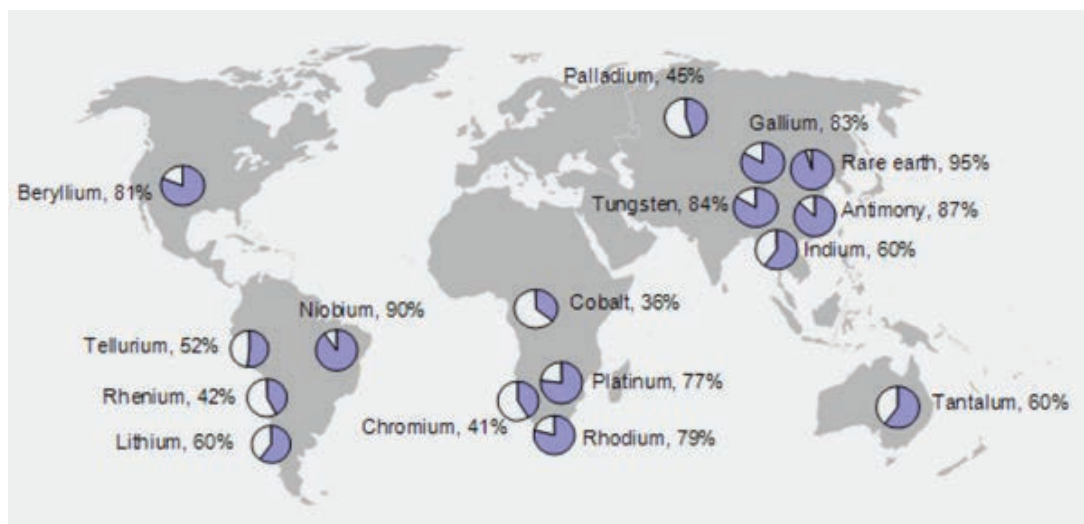 Palladium, 45%
Gallium, 83%
Rare earth, 95%
Beryllium, 81%
Tungsten, 84%
Antimony, 87%
Indium, 60%
Niobium, 90%
Cobalt, 36%
Tellurium, 52%
Platinum, 77%
Rhenium, 42%
Tantalum, 60%
Chromium, 41%
Rhodium, 79%
Lithium, 60%